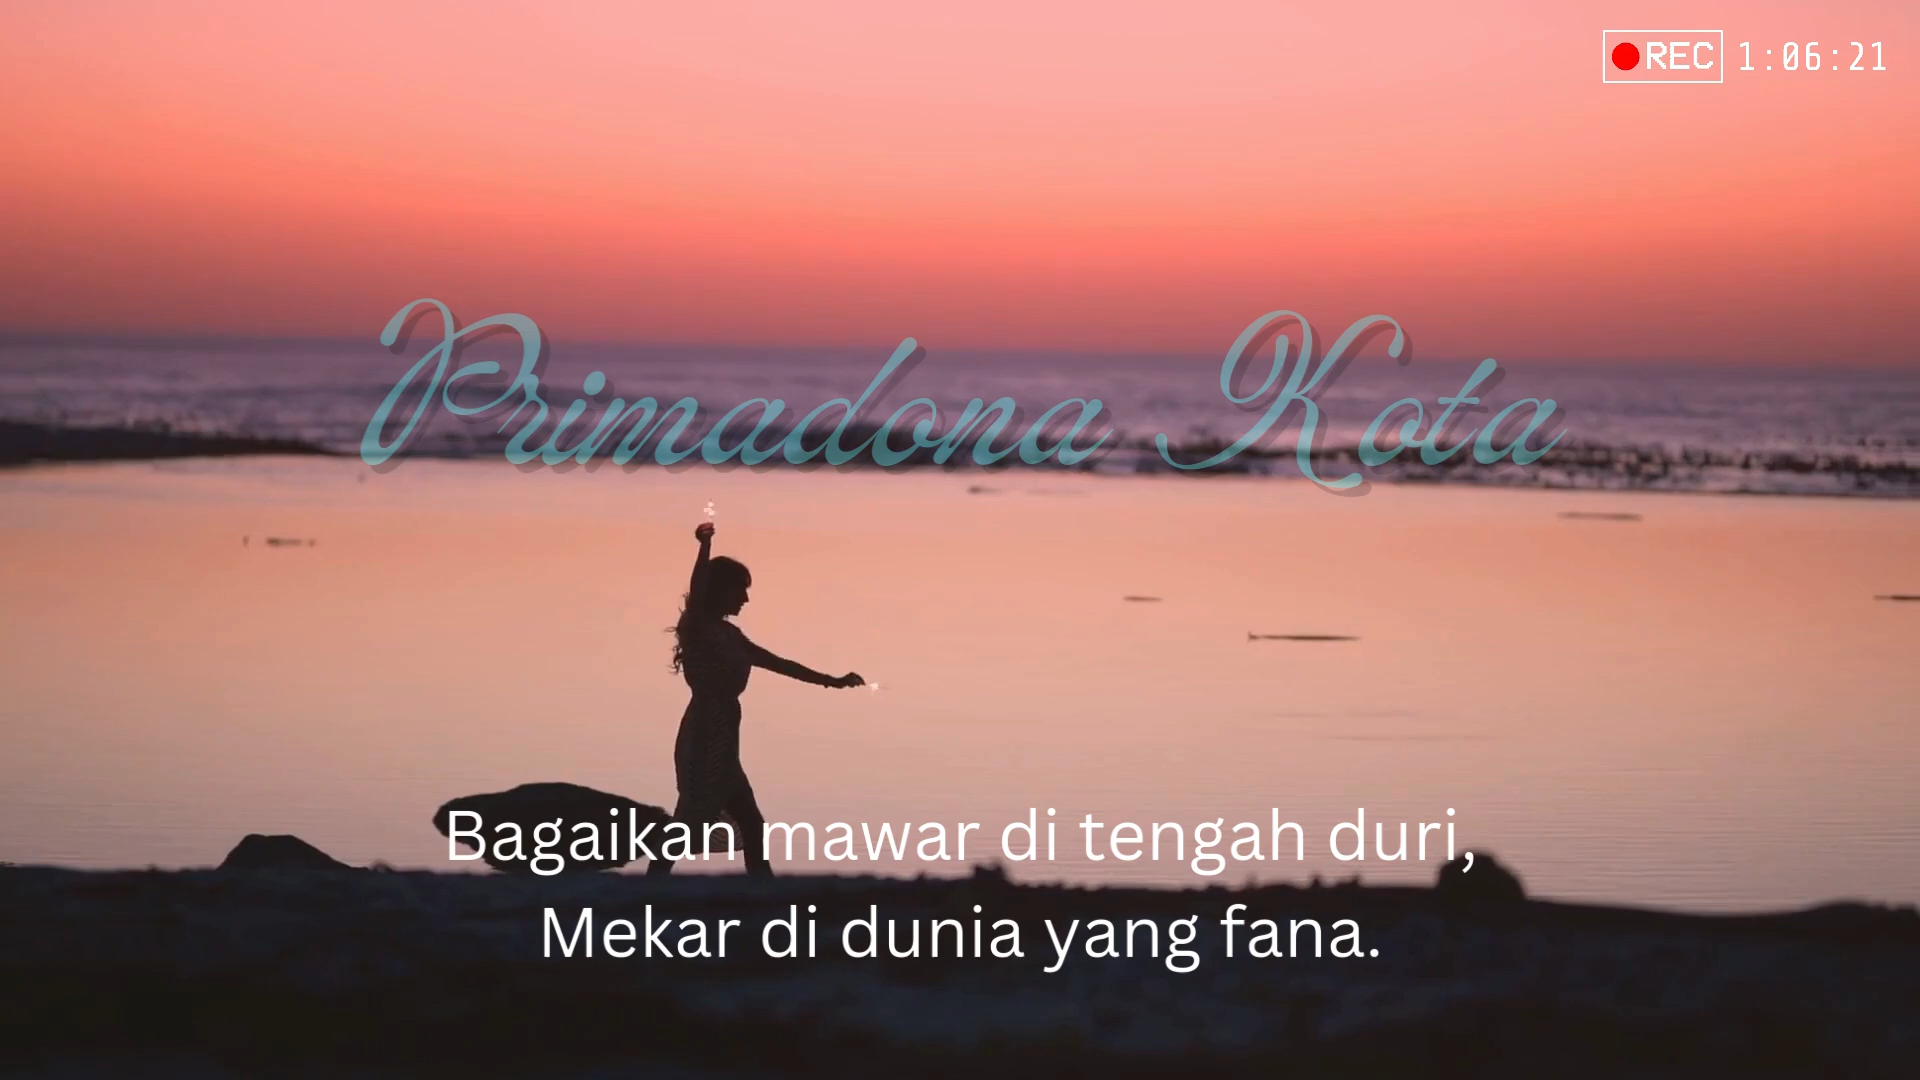 REC 1:06:21
Primadona Kota
Bagaikan mawar di tengah duri,
Mekar di dunia yang fana.